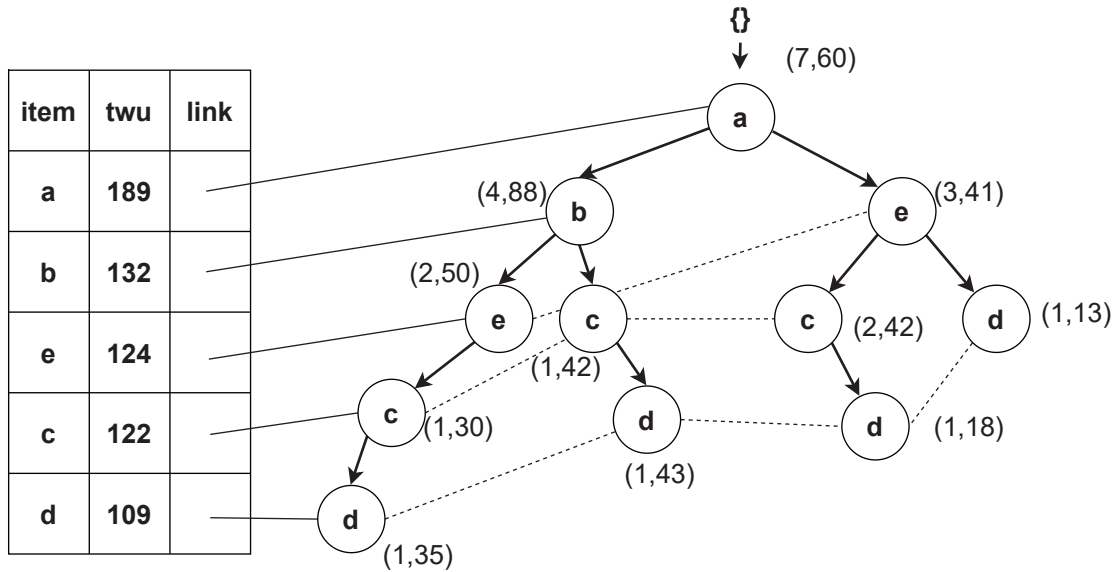 {}
(7,60)
item twu link
a
a 189
(4,88) b e (3,41)
b 132
(2,50)
e c c (2,42) d (1,13)
e 124
(1,42)
c (1,30)
d (1,43)
d (1,18)
c 122
d 109
d (1,35)